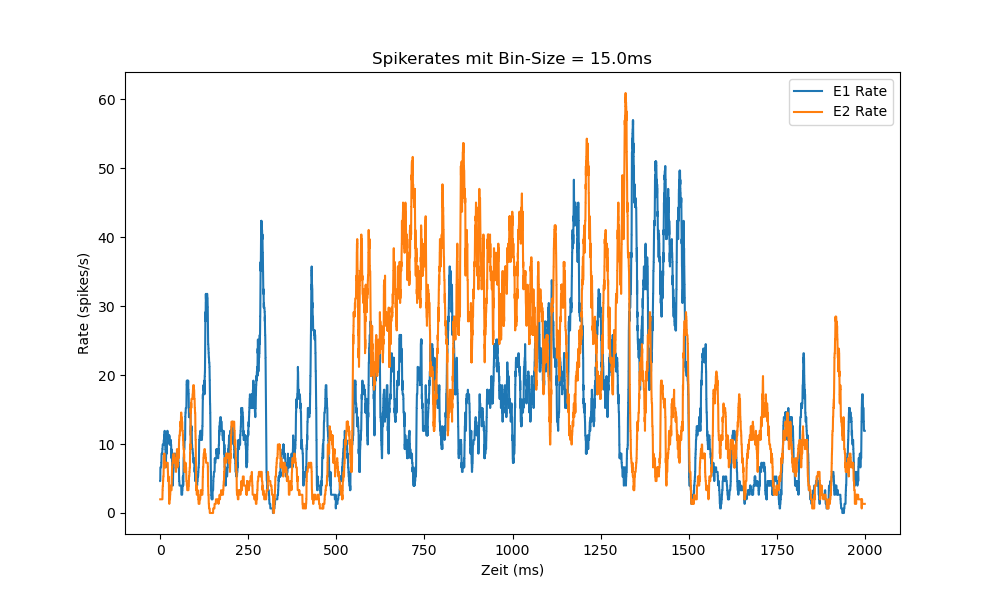 Spikerates mit Bin-Size = 15.0ms
E1 Rate
E2 Rate
Rate (spikes/s)
60
50
40
30
20
10
0
0 250 500 750 1000 1250 1500 1750 2000
Zeit (ms)